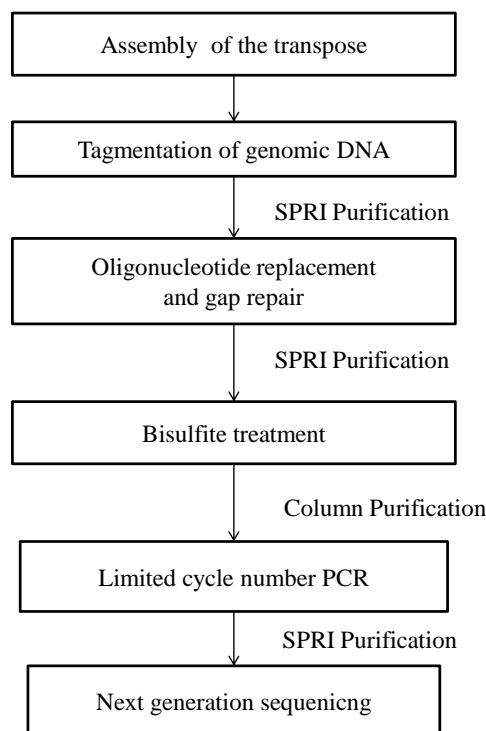 Assembly of the transpose
Tagmentation of genomic DNA
SPRI Purification
Oligonucleotide replacement
and gap repair
SPRI Purification
Bisulfite treatment
Column Purification
Limited cycle number PCR
SPRI Purification
Next generation sequenicng